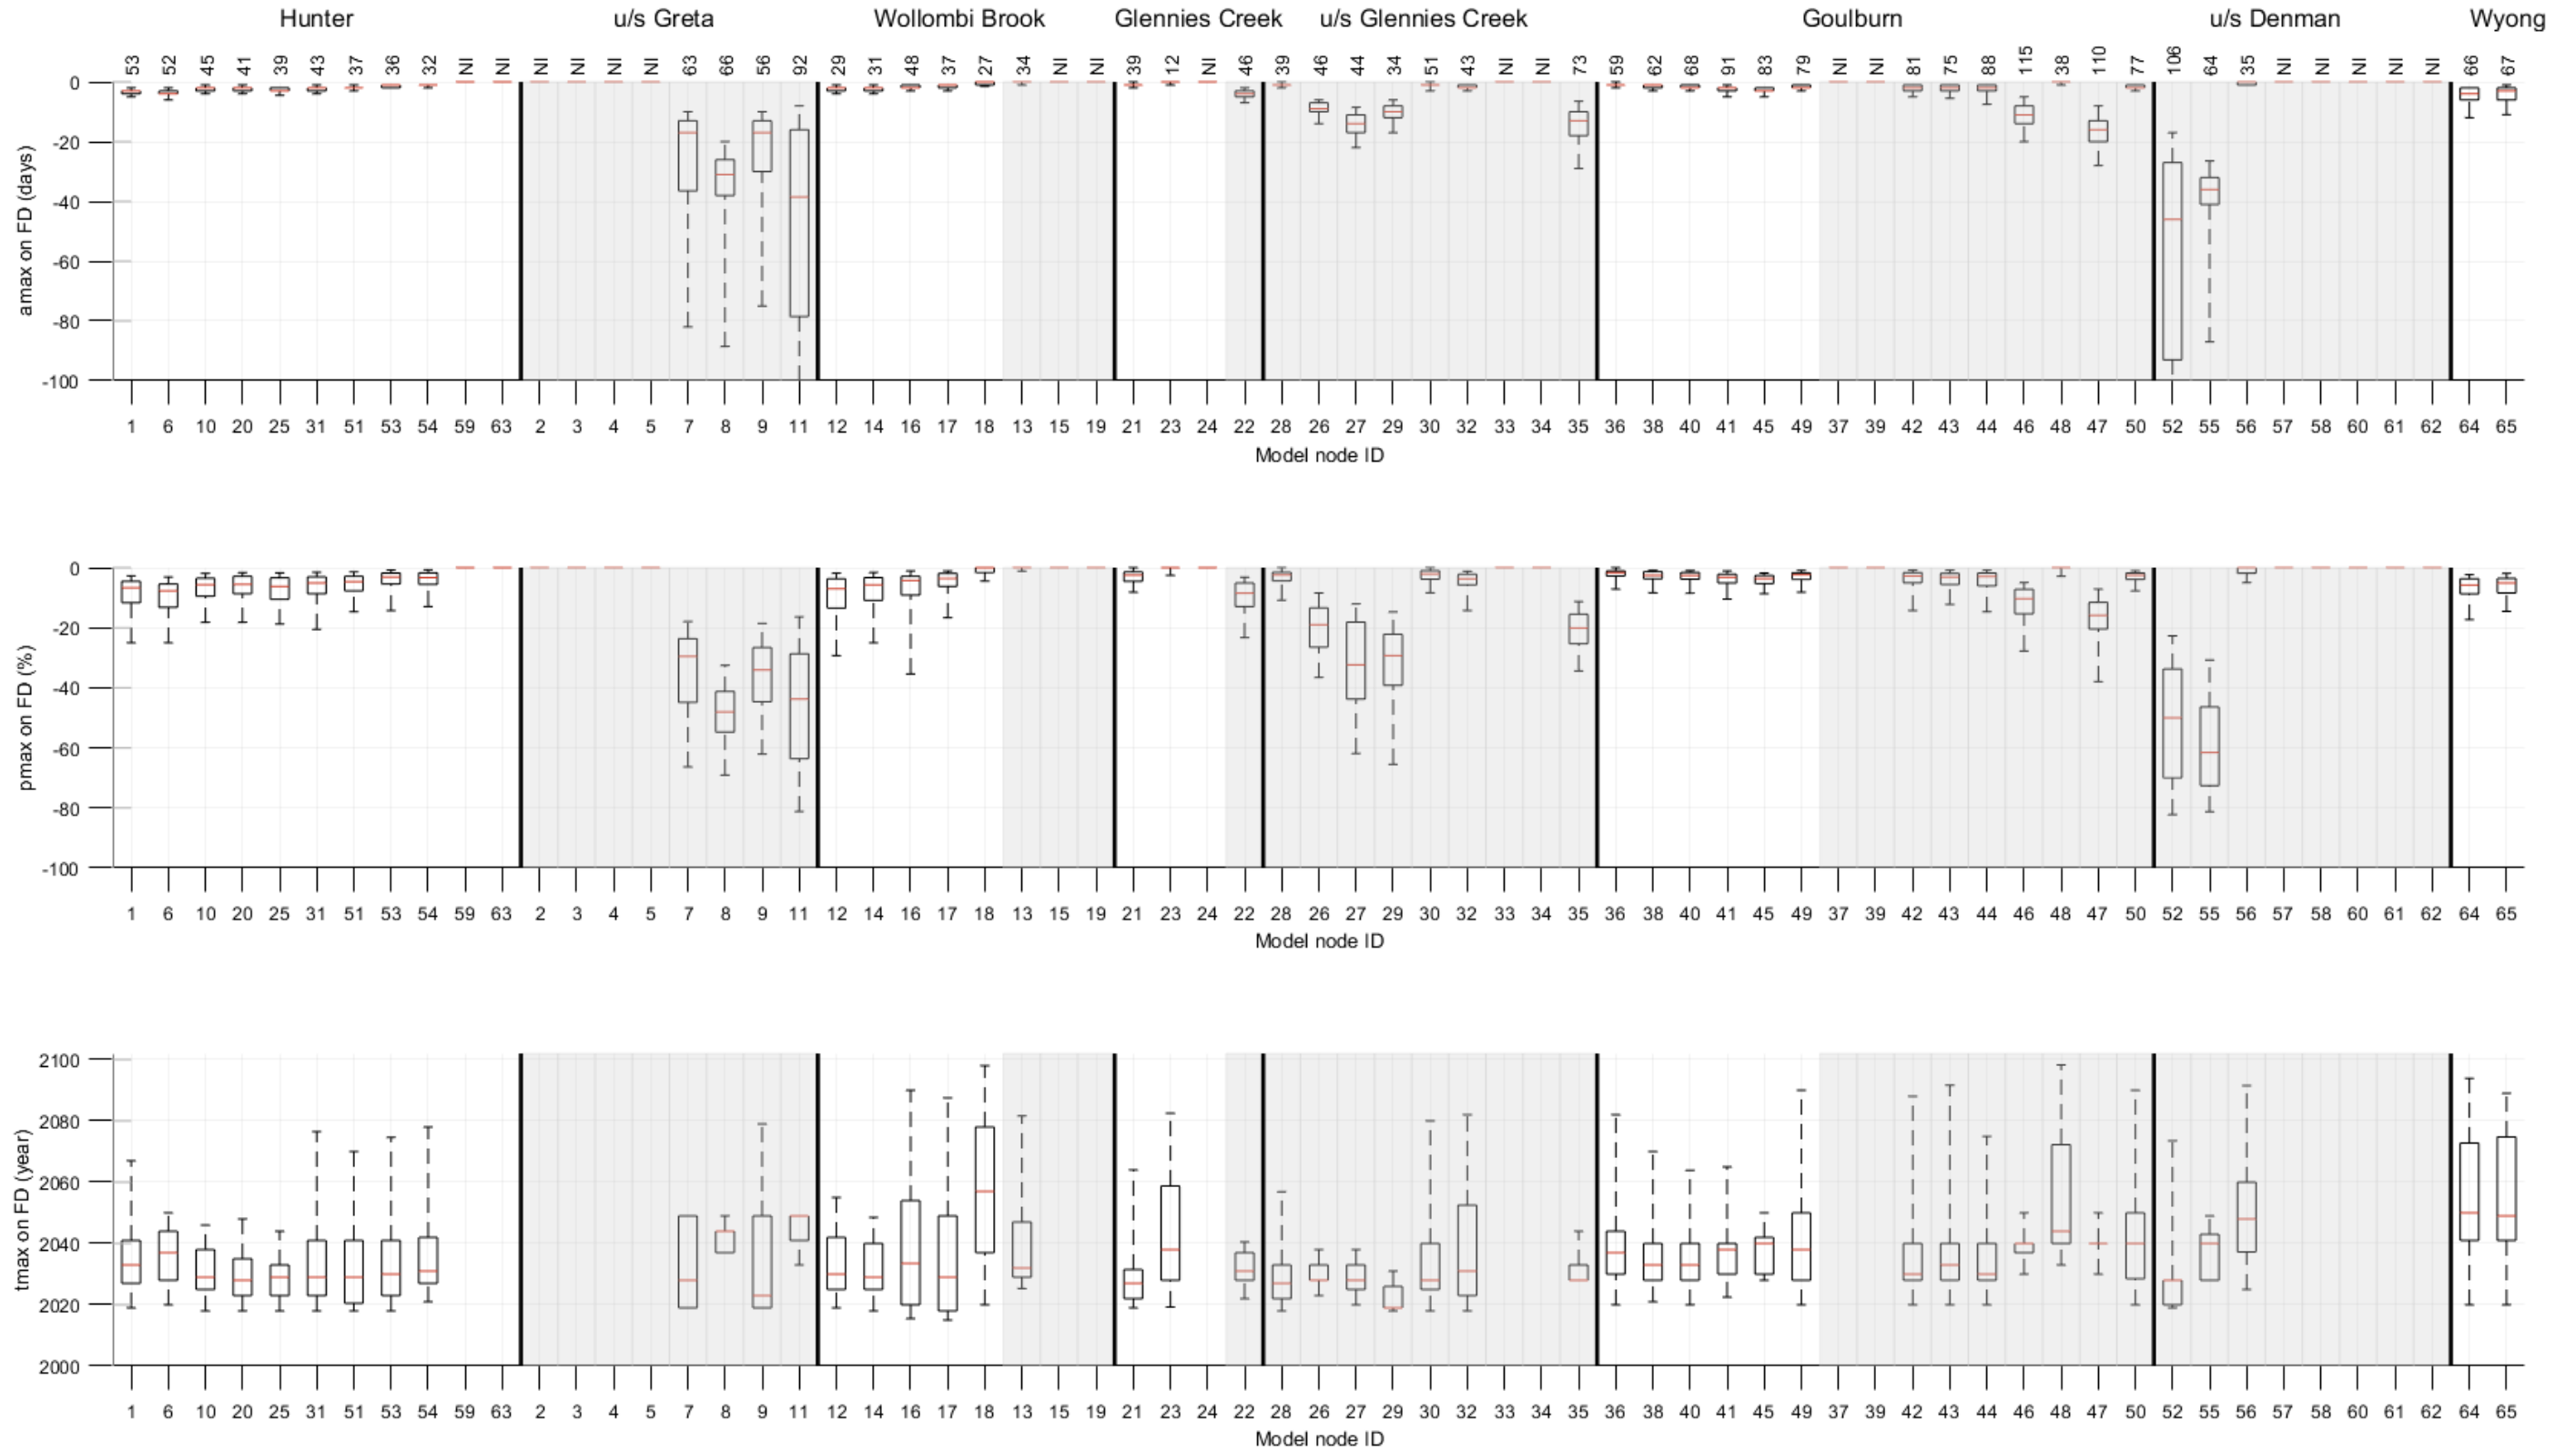 Hunter u/s Greta Wollombi Brook Glennies Creek u/s Glennies Creek Goulburn u/s Denman Wyong
53 52 45 41 39 43 37 36 32 NI NI NI NI NI NI 63 66 56 92 29 31 48 37 27 34 NI NI 39 12 NI 46 39 46 44 34 51 43 NI NI 73 59 62 68 91 83 79 NI NI 81 75 88 115 38 110 77 106 64 35 NI NI NI NI NI 66 67
amax on FD (days)
0
-20
-40
-60
-80
-100
1 6 10 20 25 31 51 53 54 59 63 2 3 4 5 7 8 9 11 12 14 16 17 18 13 15 19 21 23 24 22 28 26 27 29 30 32 33 34 35 36 38 40 41 45 49 37 39 42 43 44 46 48 47 50 52 55 56 57 58 60 61 62 64 65
Model node ID
pmax on FD (%)
0
-20
-40
-60
-80
-100
1 6 10 20 25 31 51 53 54 59 63 2 3 4 5 7 8 9 11 12 14 16 17 18 13 15 19 21 23 24 22 28 26 27 29 30 32 33 34 35 36 38 40 41 45 49 37 39 42 43 44 46 48 47 50 52 55 56 57 58 60 61 62 64 65
Model node ID
tmax on FD (year)
2100
2080
2060
2040
2020
2000
1 6 10 20 25 31 51 53 54 59 63 2 3 4 5 7 8 9 11 12 14 16 17 18 13 15 19 21 23 24 22 28 26 27 29 30 32 33 34 35 36 38 40 41 45 49 37 39 42 43 44 46 48 47 50 52 55 56 57 58 60 61 62 64 65
Model node ID